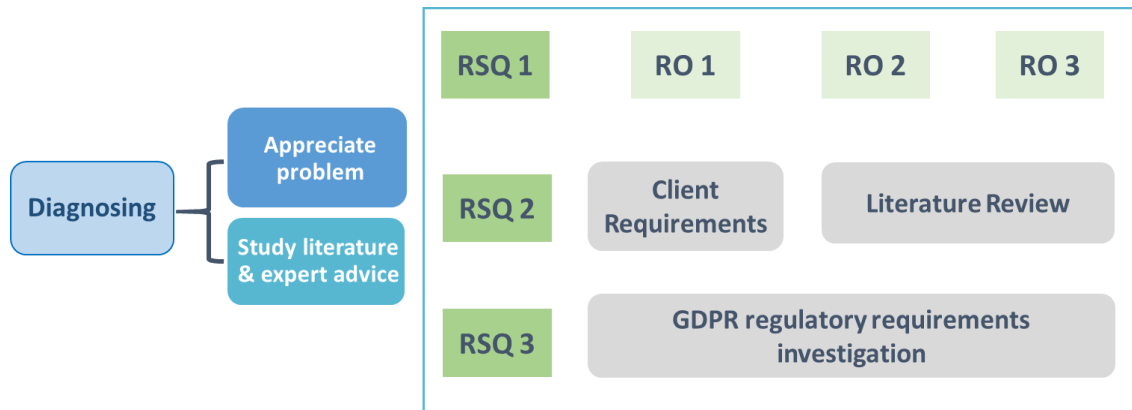 Diagnosing
Appreciate
problem
Study literature
& expert advice
RSQ 1
RO 1
RO 2
RO 3
RSQ 2
Client
Requirements
Literature Review
RSQ 3
GDPR regulatory requirements
investigation